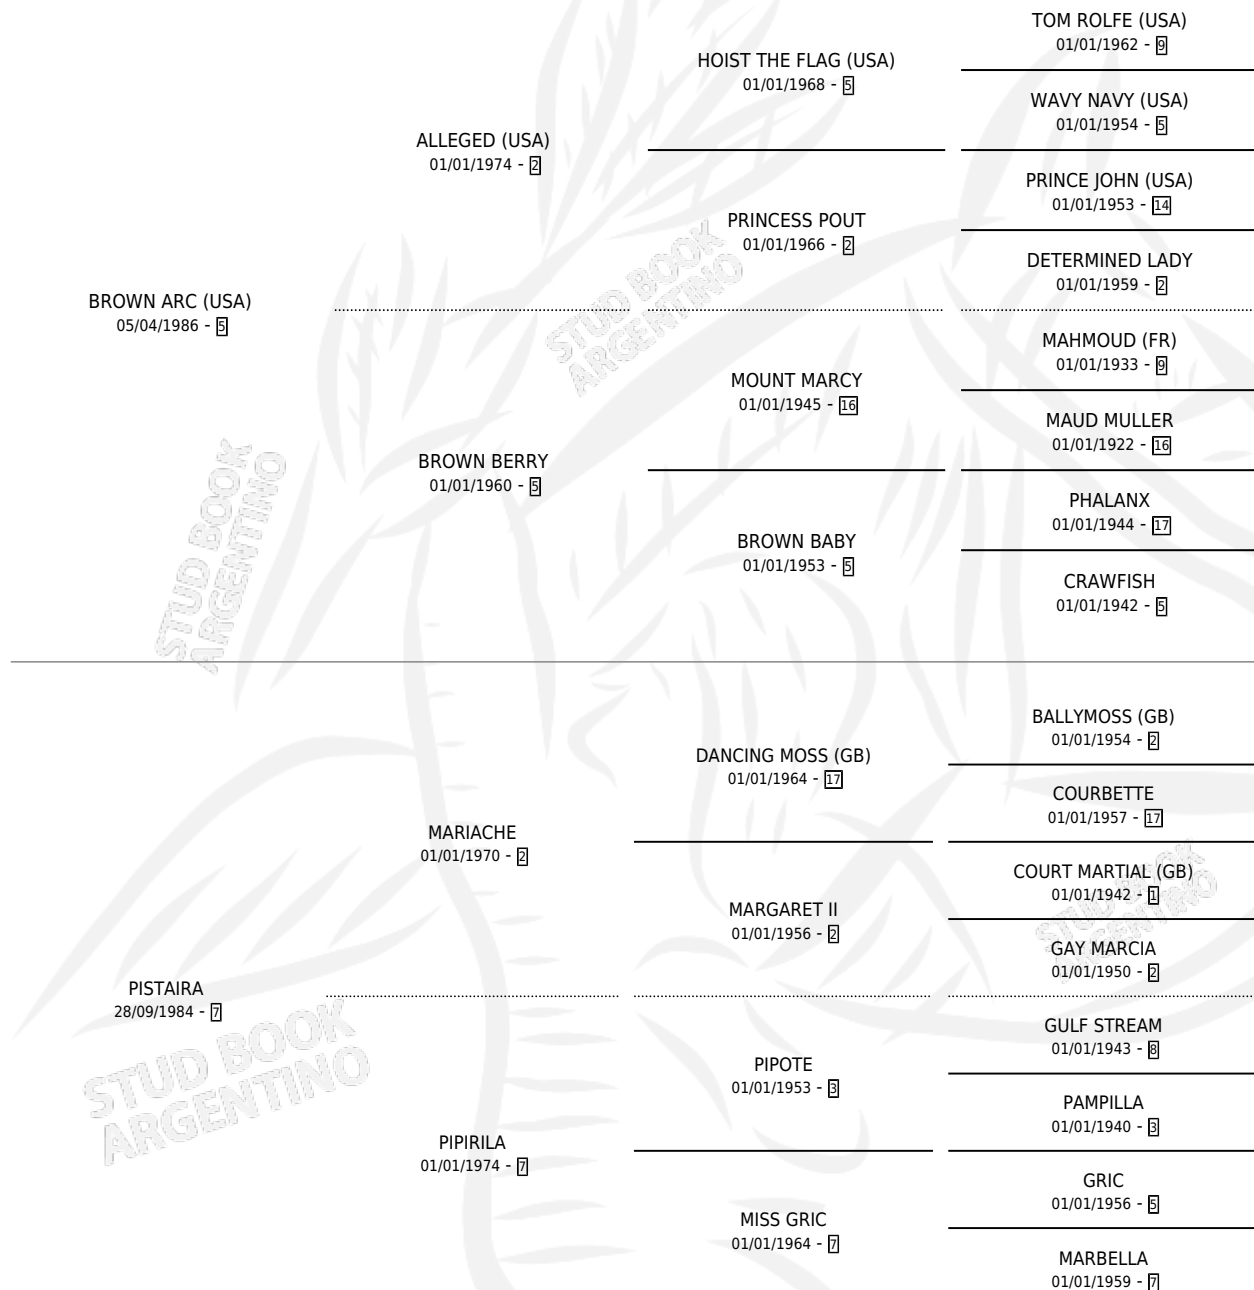 TOM ROLFE (USA)
01/01/1962 - 9
HOIST THE FLAG (USA)
01/01/1968 - 5
WAVY NAVY (USA)
01/01/1954 - 5
ALLEGED (USA)
01/01/1974 - 2
PRINCE JOHN (USA)
01/01/1953 - 14
PRINCESS POUT
01/01/1966 - 2
DETERMINED LADY
01/01/1959 - 2
BROWN ARC (USA)
05/04/1986 - 5
MAHMOUD (FR)
01/01/1933 - 9
MOUNT MARCY
01/01/1945 - 16
MAUD MULLER
01/01/1922 - 16
BROWN BERRY
01/01/1960 - 5
PHALANX
01/01/1944 - 17
BROWN BABY
01/01/1953 - 5
CRAWFISH
01/01/1942 - 5
BALLYMOSS (GB)
01/01/1954 - 2
DANCING MOSS (GB)
01/01/1964 - 17
COURBETTE
01/01/1957 - 17
MARIACHE
01/01/1970 - 2
COURT MARTIAL (GB)
01/01/1942 - 1
MARGARET II
01/01/1956 - 2
GAY MARCIA
01/01/1950 - 2
PISTAIRA
28/09/1984 - 7
GULF STREAM
01/01/1943 - 8
PIPOTE
01/01/1953 - 3
PAMPILLA
01/01/1940 - 3
PIPIRILA
01/01/1974 - 7
GRIC
01/01/1956 - 5
MISS GRIC
01/01/1964 - 7
MARBELLA
01/01/1959 - 7
STUD BOOK
ARGENTINO
STUD BOOK
ARGENTINO
STUD BOOK
ARGENTINO
STUD BOOK
ARGENTINO